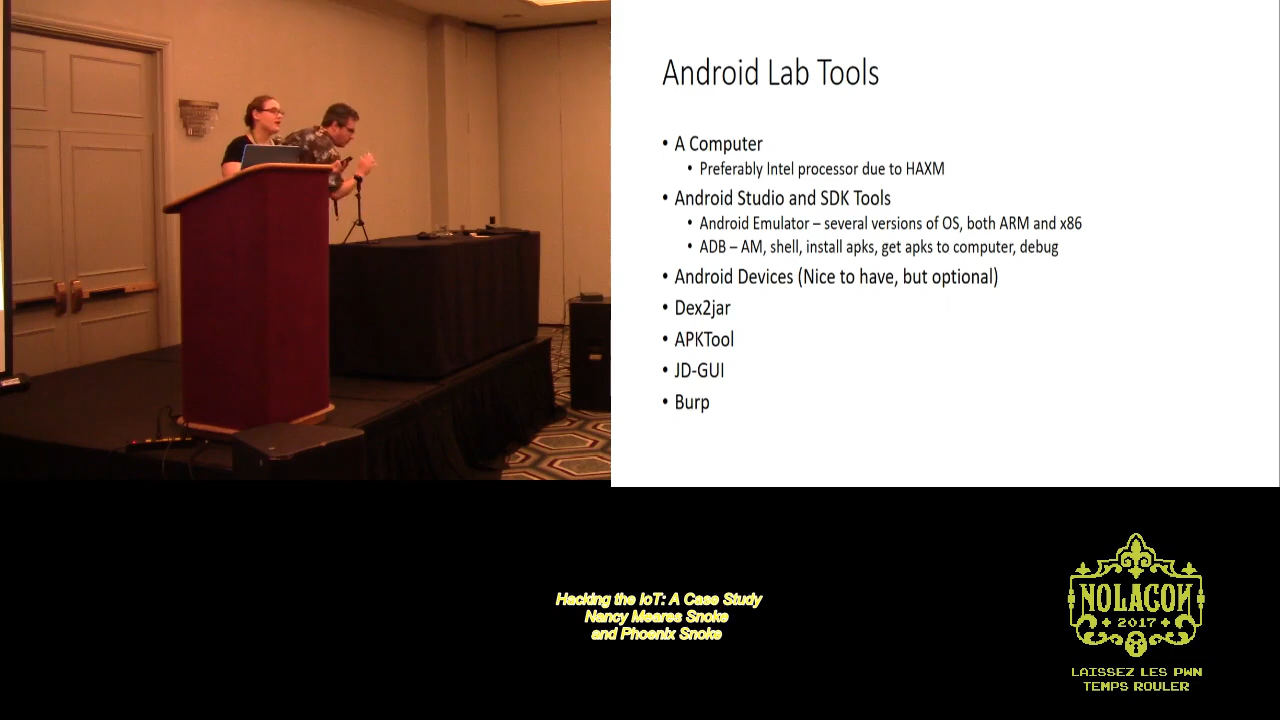 Android Lab Tools
• A Computer
• Preferably Intel processor due to HAXM
• Android Studio and SDK Tools
• Android Emulator – several versions of OS, both ARM and x86
• ADB – AM, shell, install apks, get apks to computer, debug
• Android Devices (Nice to have, but optional)
• Dex2jar
• APKTool
• JD-GUI
• Burp
Hacking the IoT: A Case Study
Nancy Meares Snoke
and Phoenix Snoke
NOLACON
2017
LAISSEZ LES PWN
TEMPS ROULER